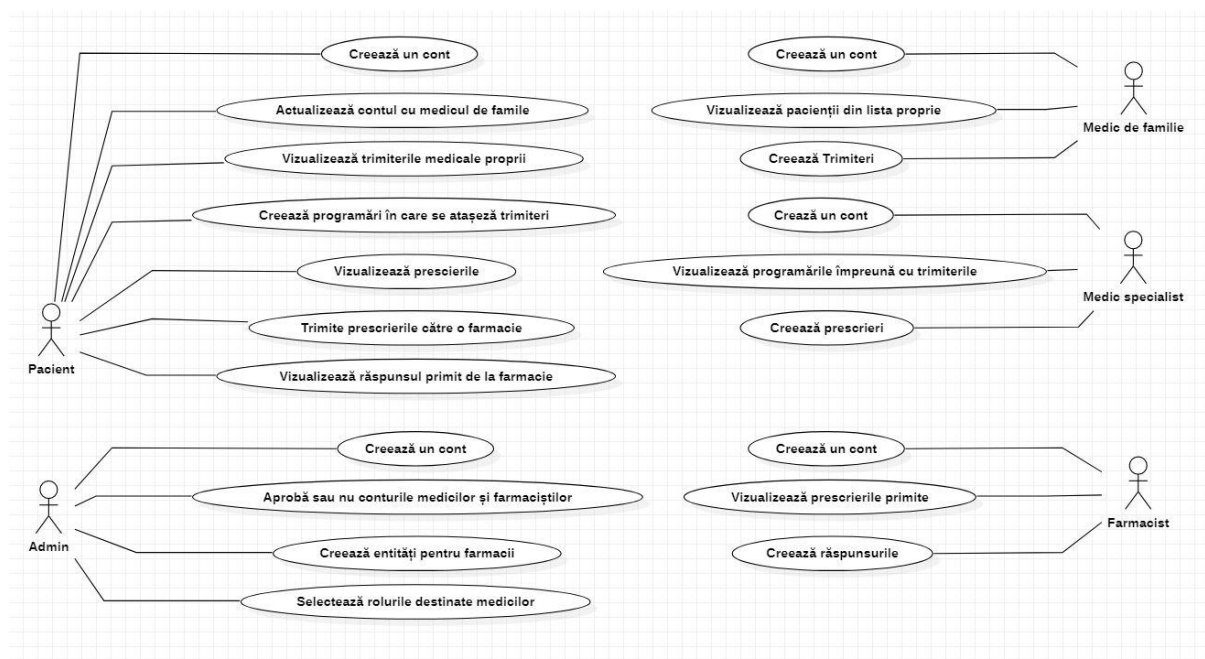 Creează un cont
Actualizează contul cu medicul de famile
Vizualizează trimiterile medicale proprii
Creează programări în care se atașeză trimiteri
Vizualizează prescierile
Trimite prescrierile către o farmacie
Vizualizează răspunsul primit de la farmacie
Pacient
Creează un cont
Vizualizează pacienții din lista proprie
Creează Trimiteri
Medic de familie
Crează un cont
Vizualizează programările împreună cu trimiterile
Creează prescrieri
Medic specialist
Creează un cont
Aprobă sau nu conturile medicilor și farmaciștilor
Creează entități pentru farmacii
Selectează rolurile destinate medicilor
Admin
Creează un cont
Vizualizează prescrierile primite
Creează răspunsurile
Farmacist